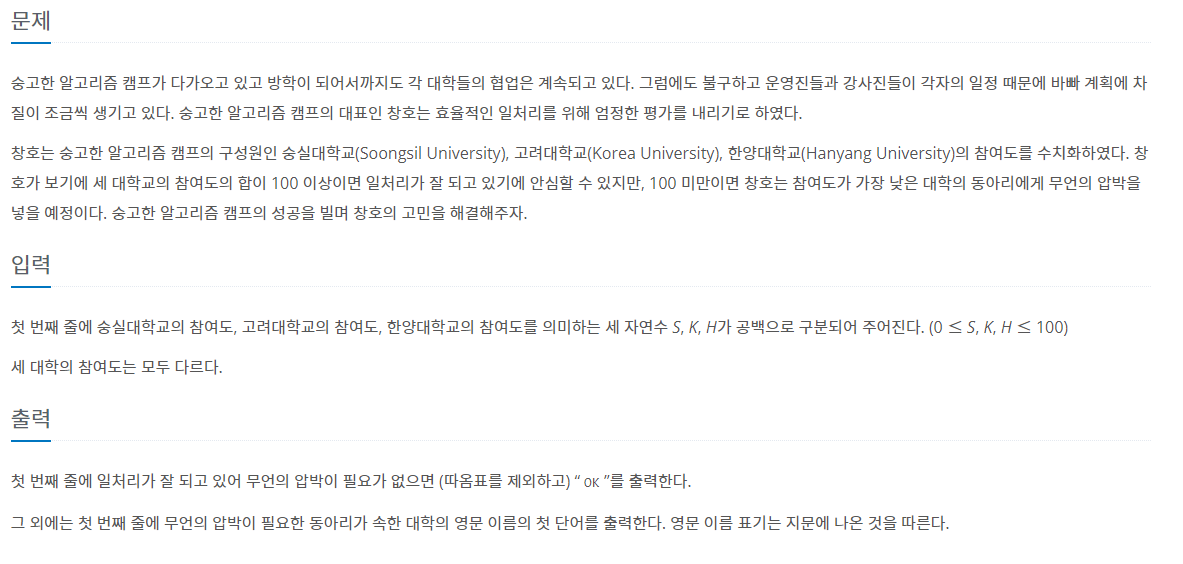 문제
숭고한 알고리즘 캠프가 다가오고 있고 방학이 되어서까지도 각 대학들의 협업은 계속되고 있다. 그럼에도 불구하고 운영진들과 강사진들이 각자의 일정 때문에 바빠 계획에 차
질이 조금씩 생기고 있다. 숭고한 알고리즘 캠프의 대표인 창호는 효율적인 일처리를 위해 엄정한 평가를 내리기로 하였다.
창호는 숭고한 알고리즘 캠프의 구성원인 숭실대학교(Soongsil University), 고려대학교(Korea University), 한양대학교(Hanyang University)의 참여도를 수치화하였다. 창
호가 보기에 세 대학교의 참여도의 합이 100 이상이면 일처리가 잘 되고 있기에 안심할 수 있지만, 100 미만이면 창호는 참여도가 가장 낮은 대학의 동아리에게 무언의 압박을
넣을 예정이다. 숭고한 알고리즘 캠프의 성공을 빌며 창호의 고민을 해결해주자.
입력
첫 번째 줄에 숭실대학교의 참여도, 고려대학교의 참여도, 한양대학교의 참여도를 의미하는 세 자연수 S, K, H가 공백으로 구분되어 주어진다. (0 ≤ S, K, H ≤ 100)
세 대학의 참여도는 모두 다르다.
출력
첫 번째 줄에 일처리가 잘 되고 있어 무언의 압박이 필요가 없으면 (따옴표를 제외하고) “ OK ”를 출력한다.
그 외에는 첫 번째 줄에 무언의 압박이 필요한 동아리가 속한 대학의 영문 이름의 첫 단어를 출력한다. 영문 이름 표기는 지문에 나온 것을 따른다.